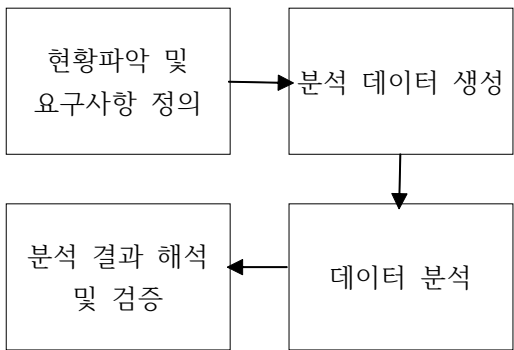 현황파악 및
요구사항 정의
분석 데이터 생성
데이터 분석
분석 결과 해석
및 검증